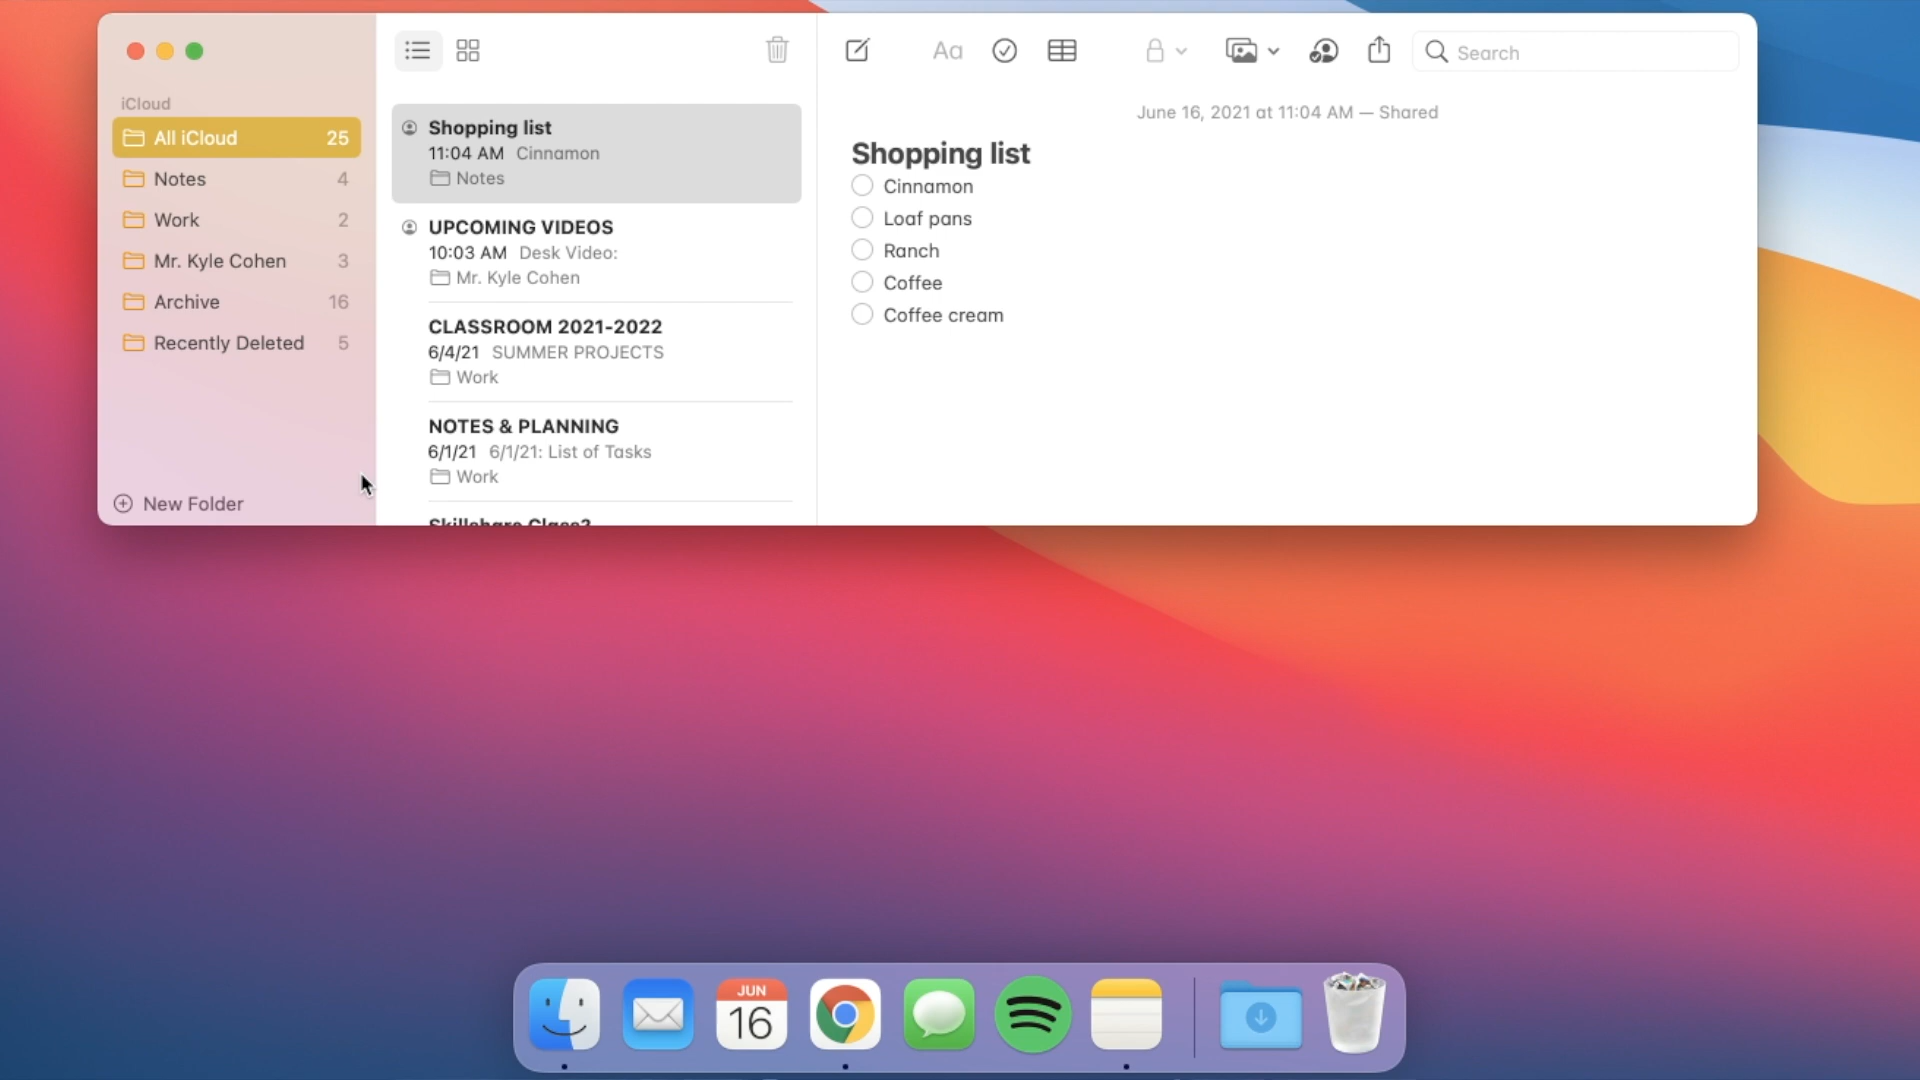 iCloud
All iCloud 25
Notes 4
Work 2
Mr. Kyle Cohen 3
Archive 16
Recently Deleted 5
New Folder
Shopping list
11:04 AM Cinnamon
Notes
UPCOMING VIDEOS
10:03 AM Desk Video:
Mr. Kyle Cohen
CLASSROOM 2021-2022
6/4/21 SUMMER PROJECTS
Work
NOTES & PLANNING
6/1/21 6/1/21: List of Tasks
Work
Skillshare Class?
Aa
Search
June 16, 2021 at 11:04 AM — Shared
Shopping list
Cinnamon
Loaf pans
Ranch
Coffee
Coffee cream
JUN
16